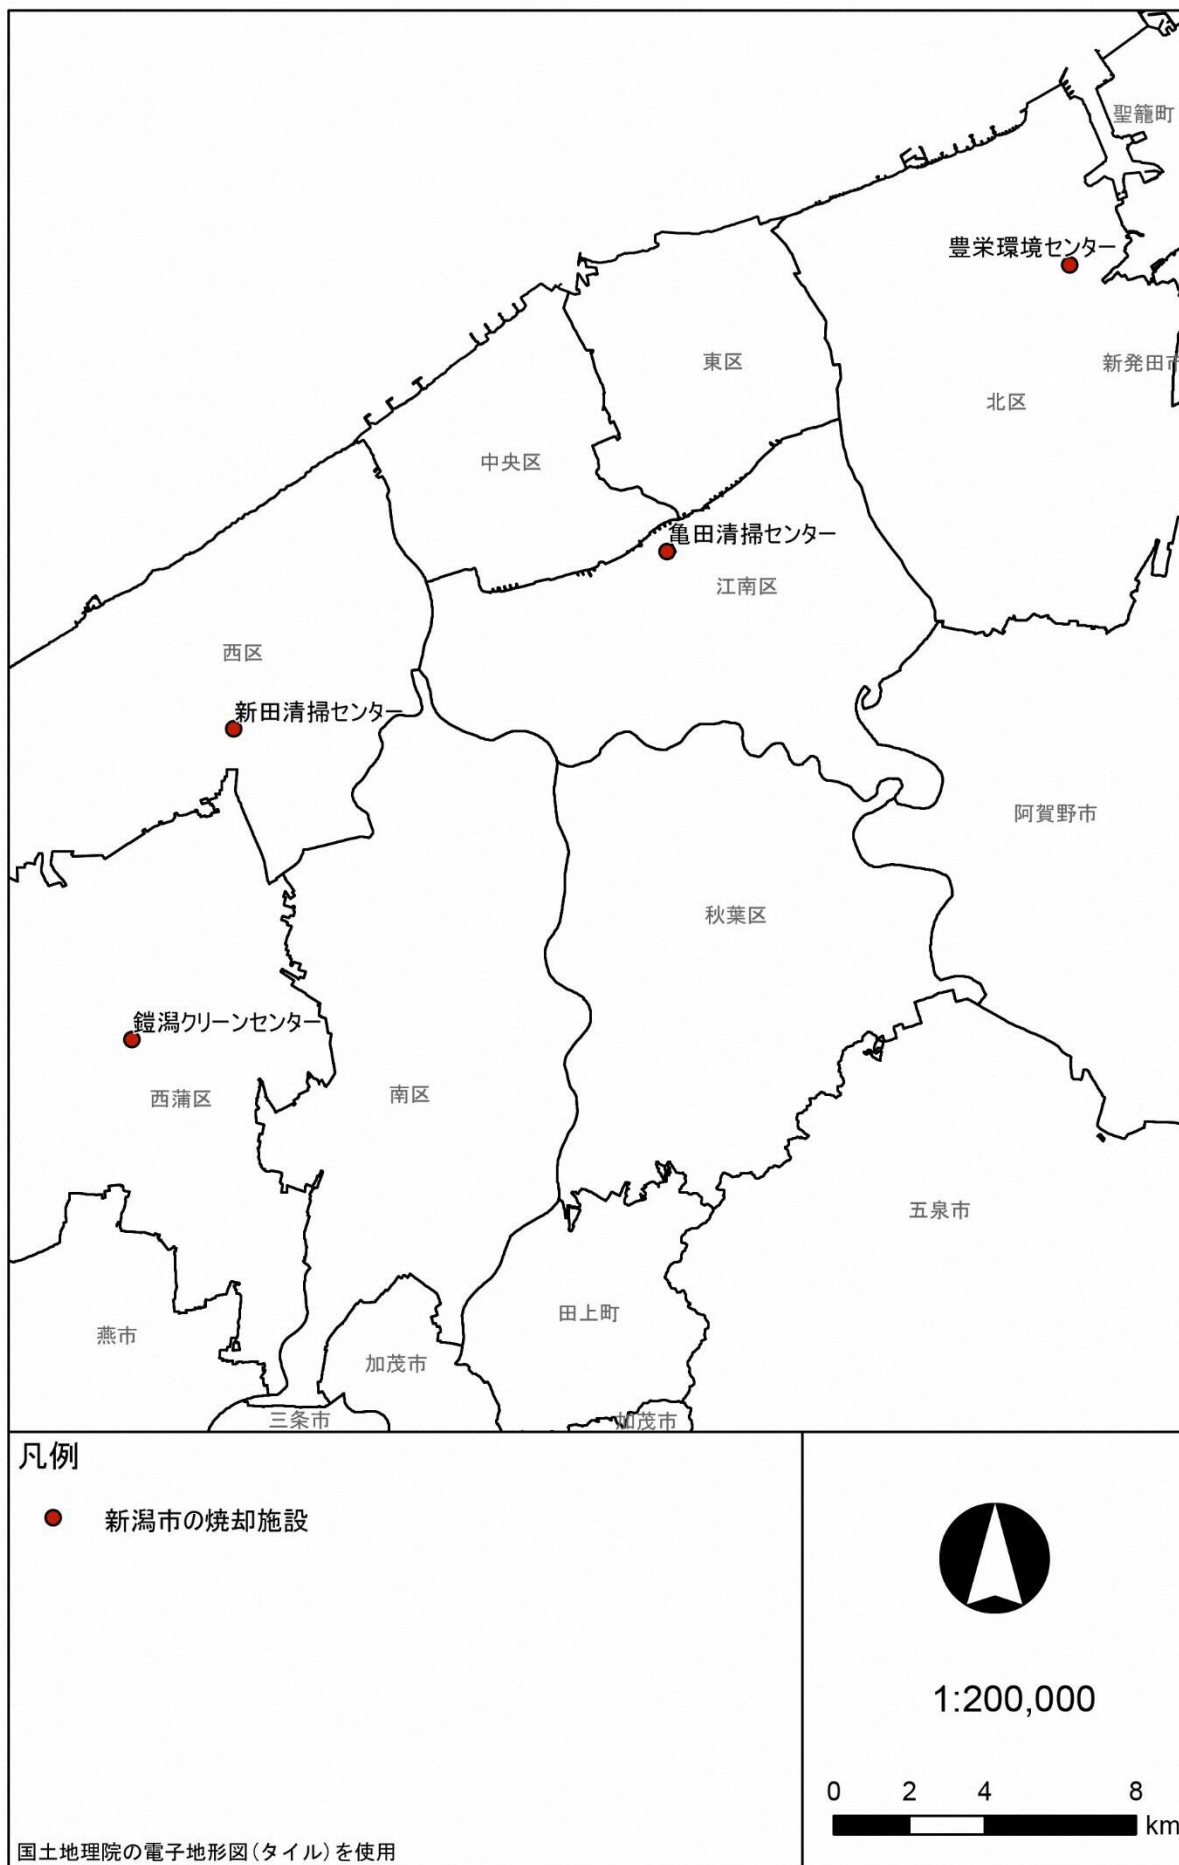 聖籠町
豊栄環境センター
東区
新発田市
北区
中央区
亀田清掃センター
江南区
西区
新田清掃センター
阿賀野市
秋葉区
鎧潟クリーンセンター
西蒲区
南区
五泉市
田上町
燕市
加茂市
三条市
加茂市
凡例
新潟市の焼却施設
1:200,000
0 2 4 8
km
国土地理院の電子地形図(タイル)を使用